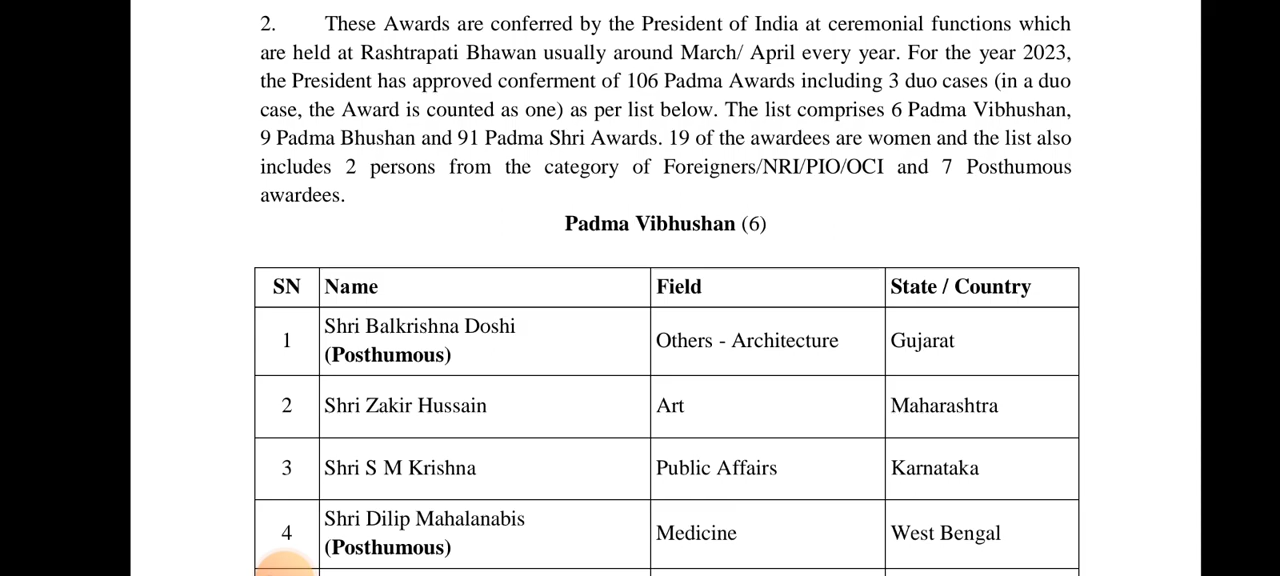 2. These Awards are conferred by the President of India at ceremonial functions which
are held at Rashtrapati Bhawan usually around March/ April every year. For the year 2023,
the President has approved conferment of 106 Padma Awards including 3 duo cases (in a duo
case, the Award is counted as one) as per list below. The list comprises 6 Padma Vibhushan,
9 Padma Bhushan and 91 Padma Shri Awards. 19 of the awardees are women and the list also
includes 2 persons from the category of Foreigners/NRI/PIO/OCI and 7 Posthumous
awardees.
Padma Vibhushan (6)
SN Name Field State / Country
1 Shri Balkrishna Doshi (Posthumous) Others - Architecture Gujarat
2 Shri Zakir Hussain Art Maharashtra
3 Shri S M Krishna Public Affairs Karnataka
4 Shri Dilip Mahalanabis (Posthumous) Medicine West Bengal